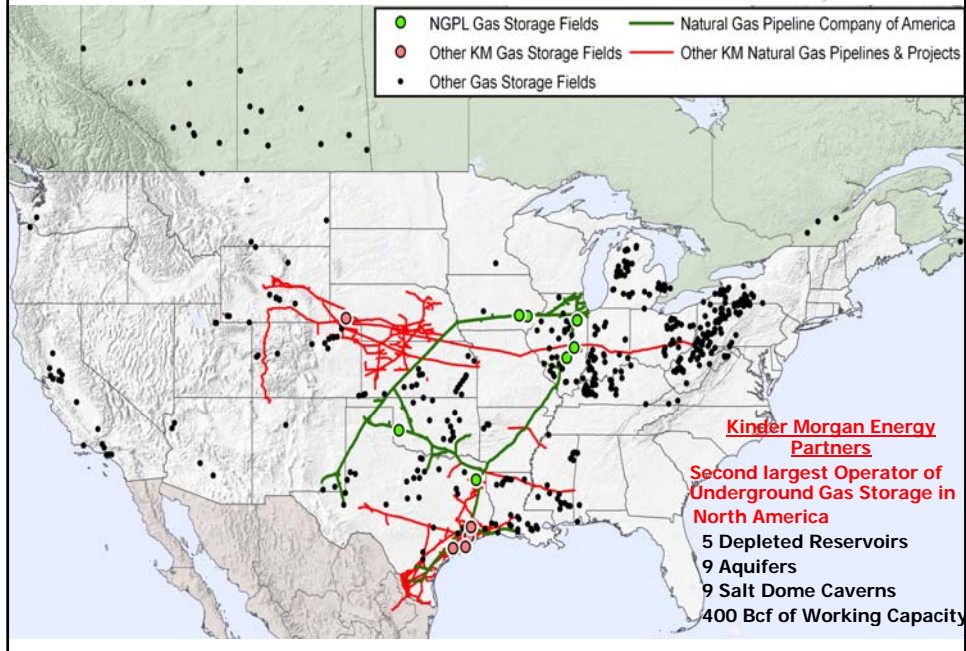 NGPL Gas Storage Fields
Natural Gas Pipeline Company of America
Other KM Gas Storage Fields
Other KM Natural Gas Pipelines & Projects
Other Gas Storage Fields
Kinder Morgan Energy
Partners
Second largest Operator of
Underground Gas Storage in
North America
5 Depleted Reservoirs
9 Aquifers
9 Salt Dome Caverns
400 Bcf of Working Capacity